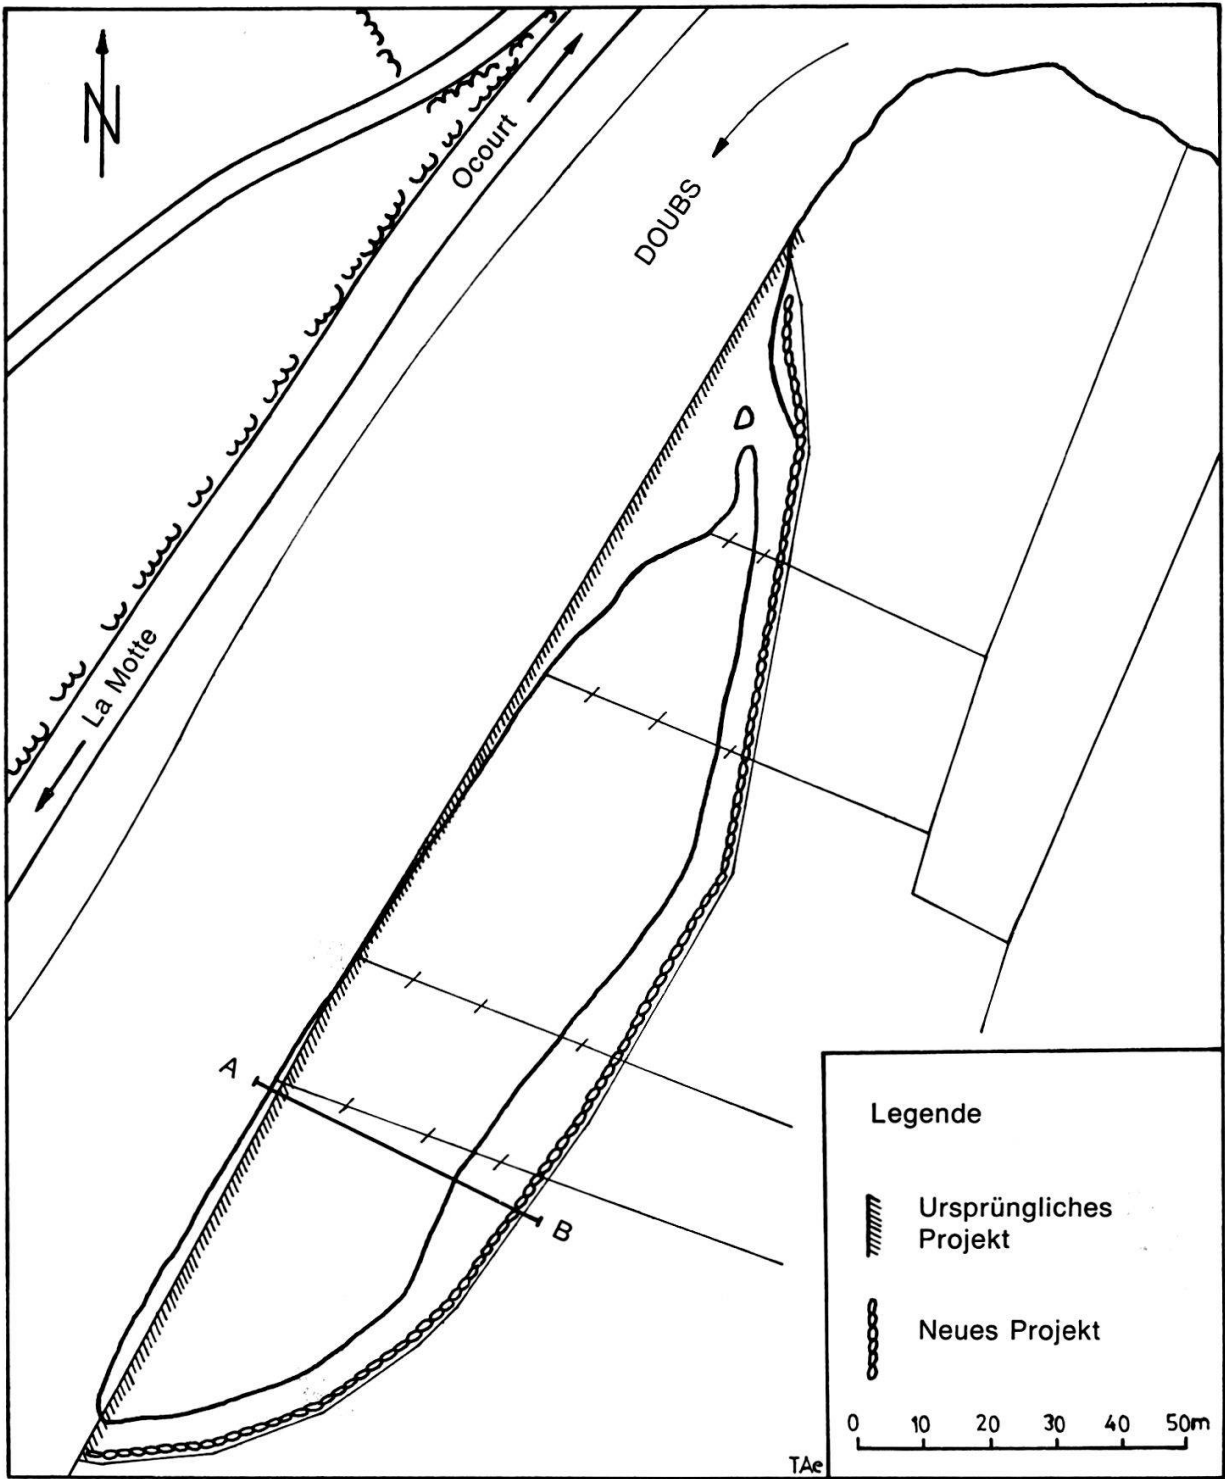 N
Ocourt
DOUBS
La Motte
A
B
Legende
Ursprüngliches
Projekt
Neues Projekt
0 10 20 30 40 50m
TAe